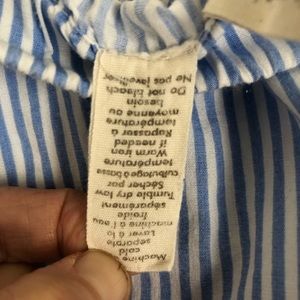 Machine
cold
separate
Laver à la
machine à l'eau
froide
séparément
Tumble dry low
Sécher par
culbutage à basse
température
Warm iron
if needed
Repasser à
température
moyenne au
besoin
Do not bleach
Ne pas javelliser